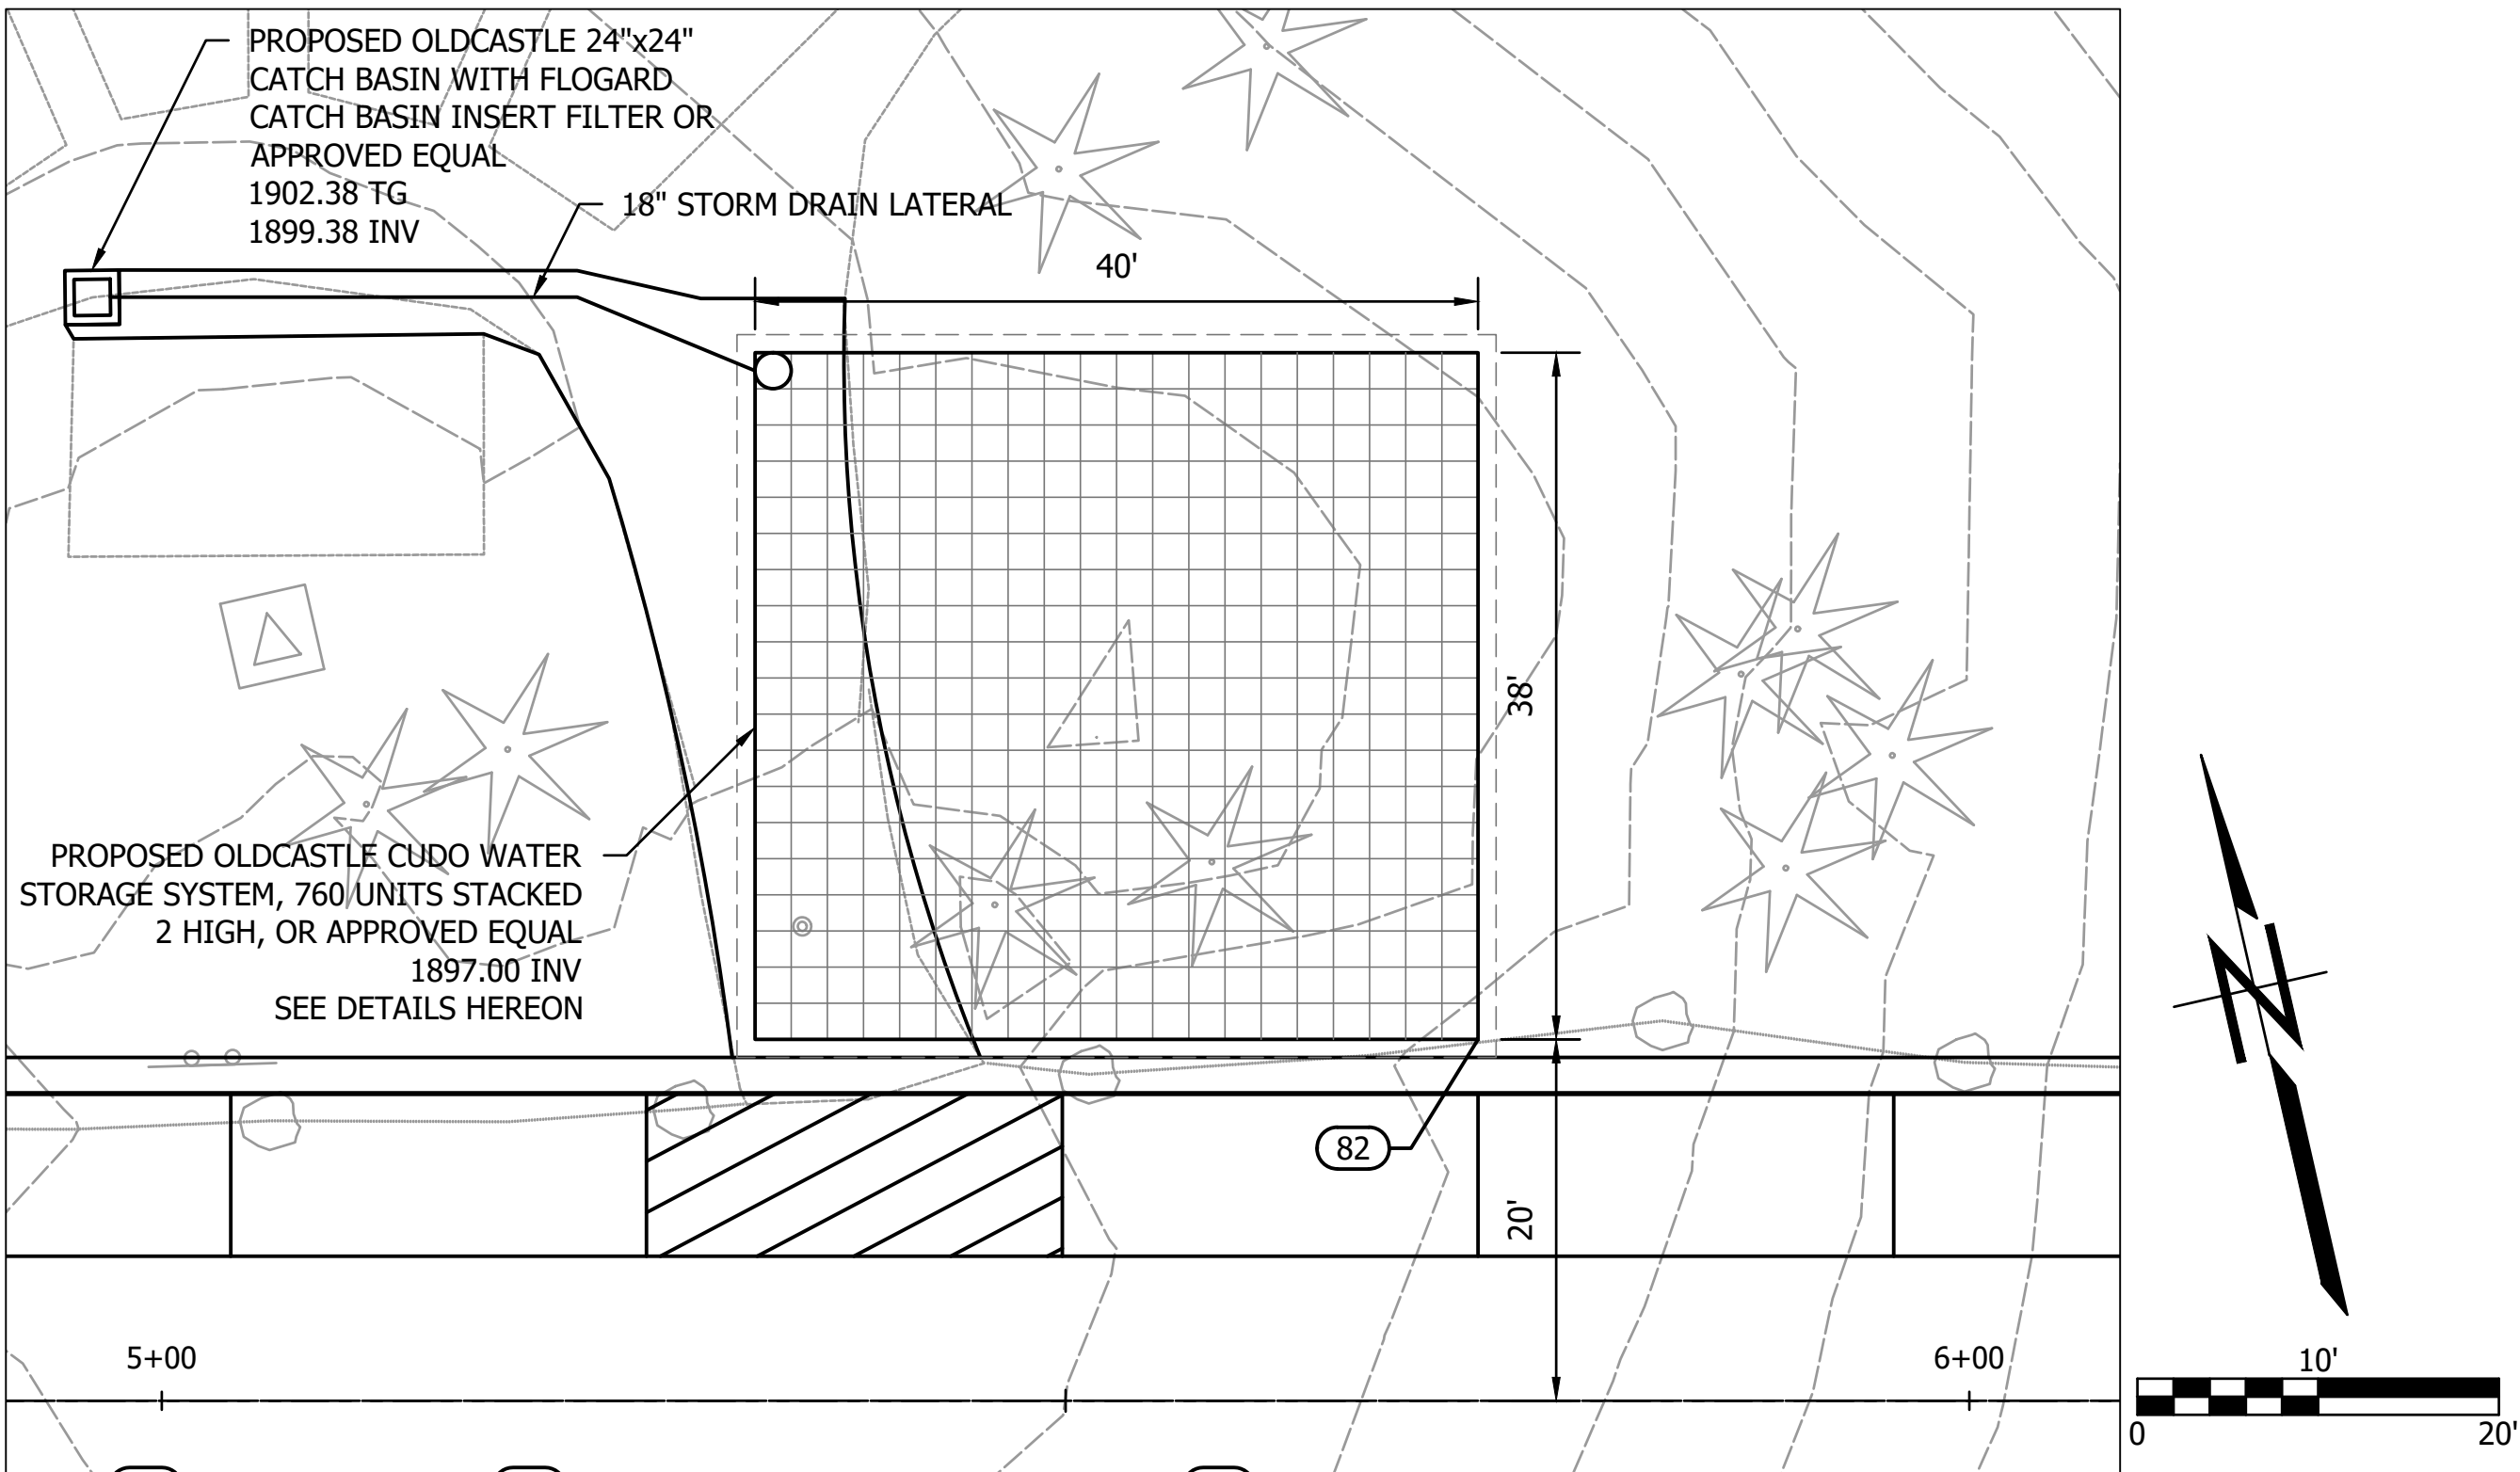 PROPOSED OLDCASTLE 24"x24"
CATCH BASIN WITH FLOGARD
CATCH BASIN INSERT FILTER OR
APPROVED EQUAL
1902.38 TG
1899.38 INV
18" STORM DRAIN LATERAL
40'
38'
PROPOSED OLDCASTLE CUDO WATER
STORAGE SYSTEM, 760 UNITS STACKED
2 HIGH, OR APPROVED EQUAL
1897.00 INV
SEE DETAILS HEREON
N
82
20'
5+00
6+00
10'
0
20'